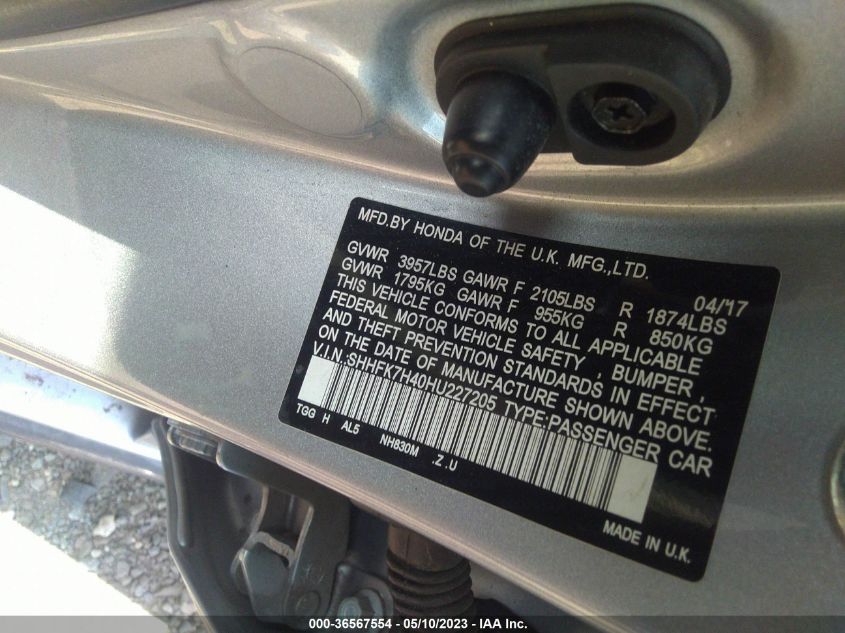 MFD.BY HONDA OF THE U.K. MFG.,LTD.
04/'17
GVWR 3957LBS GAWR F 2105LBS R 1874LBS
GVWR 1795KG GAWR F 955KG R 850KG
THIS VEHICLE CONFORMS TO ALL APPLICABLE
FEDERAL MOTOR VEHICLE SAFETY , BUMPER ,
AND THEFT PREVENTION STANDARDS IN EFFECT
ON THE DATE OF MANUFACTURE SHOWN ABOVE.
V.I.N.:SHHFK7H40HU227205 TYPE:PASSENGER CAR
TGG H AL5 NH830M .Z.U
MADE IN U.K.
000-36567554 — 05/10/2023 — IAA Inc.